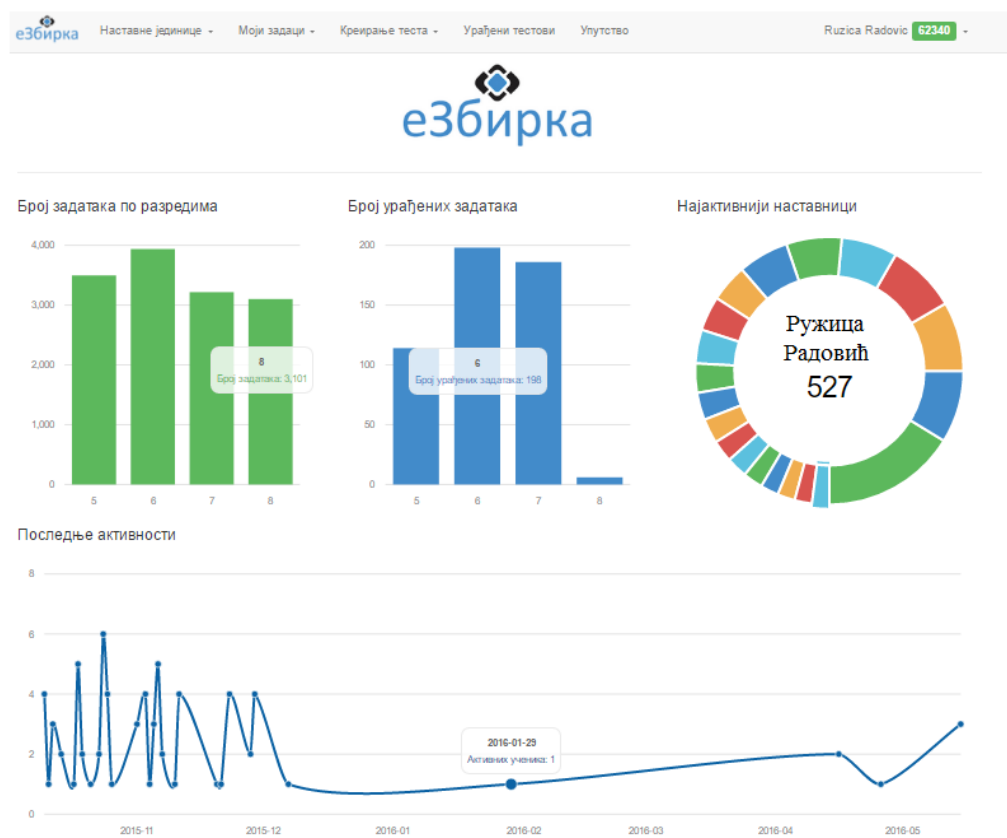 еЗбирка Наставне јединице Моји задаци Креирање теста Урађени тестови Упутство Ruzica Radovic 62340
еЗбирка
Број задатака по разредима Број урађених задатака Најактивнији наставници
4,000
3,000
2,000
1,000
0
5 6 7 8
8
Број задатака: 3,101
200
150
100
50
0
5 6 7 8
6
Број урађених задатака: 198
Ружица
Радовић
527
Последње активности
8
6
4
2
0
2016-01-29
Активних ученика: 1
2015-11 2015-12 2016-01 2016-02 2016-03 2016-04 2016-05